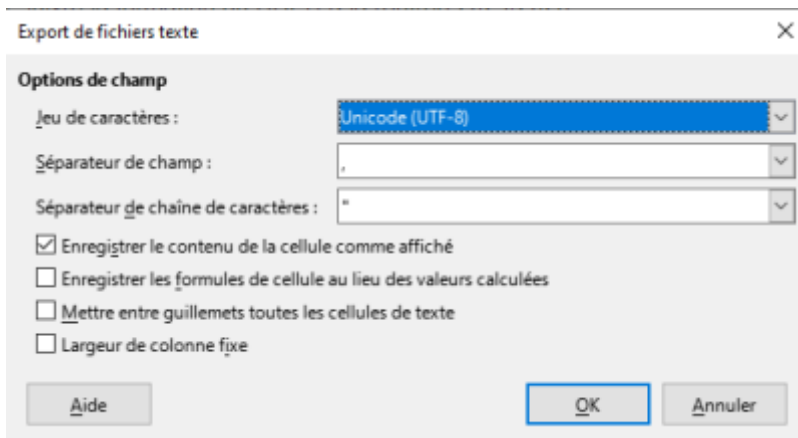 Export de fichiers texte
Options de champ
Jeu de caractères : Unicode (UTF-8)
Séparateur de champ : ,
Séparateur de chaîne de caractères : "
Enregistrer le contenu de la cellule comme affiché
Enregistrer les formules de cellule au lieu des valeurs calculées
Mettre entre guillemets toutes les cellules de texte
Largeur de colonne fixe
Aide OK Annuler